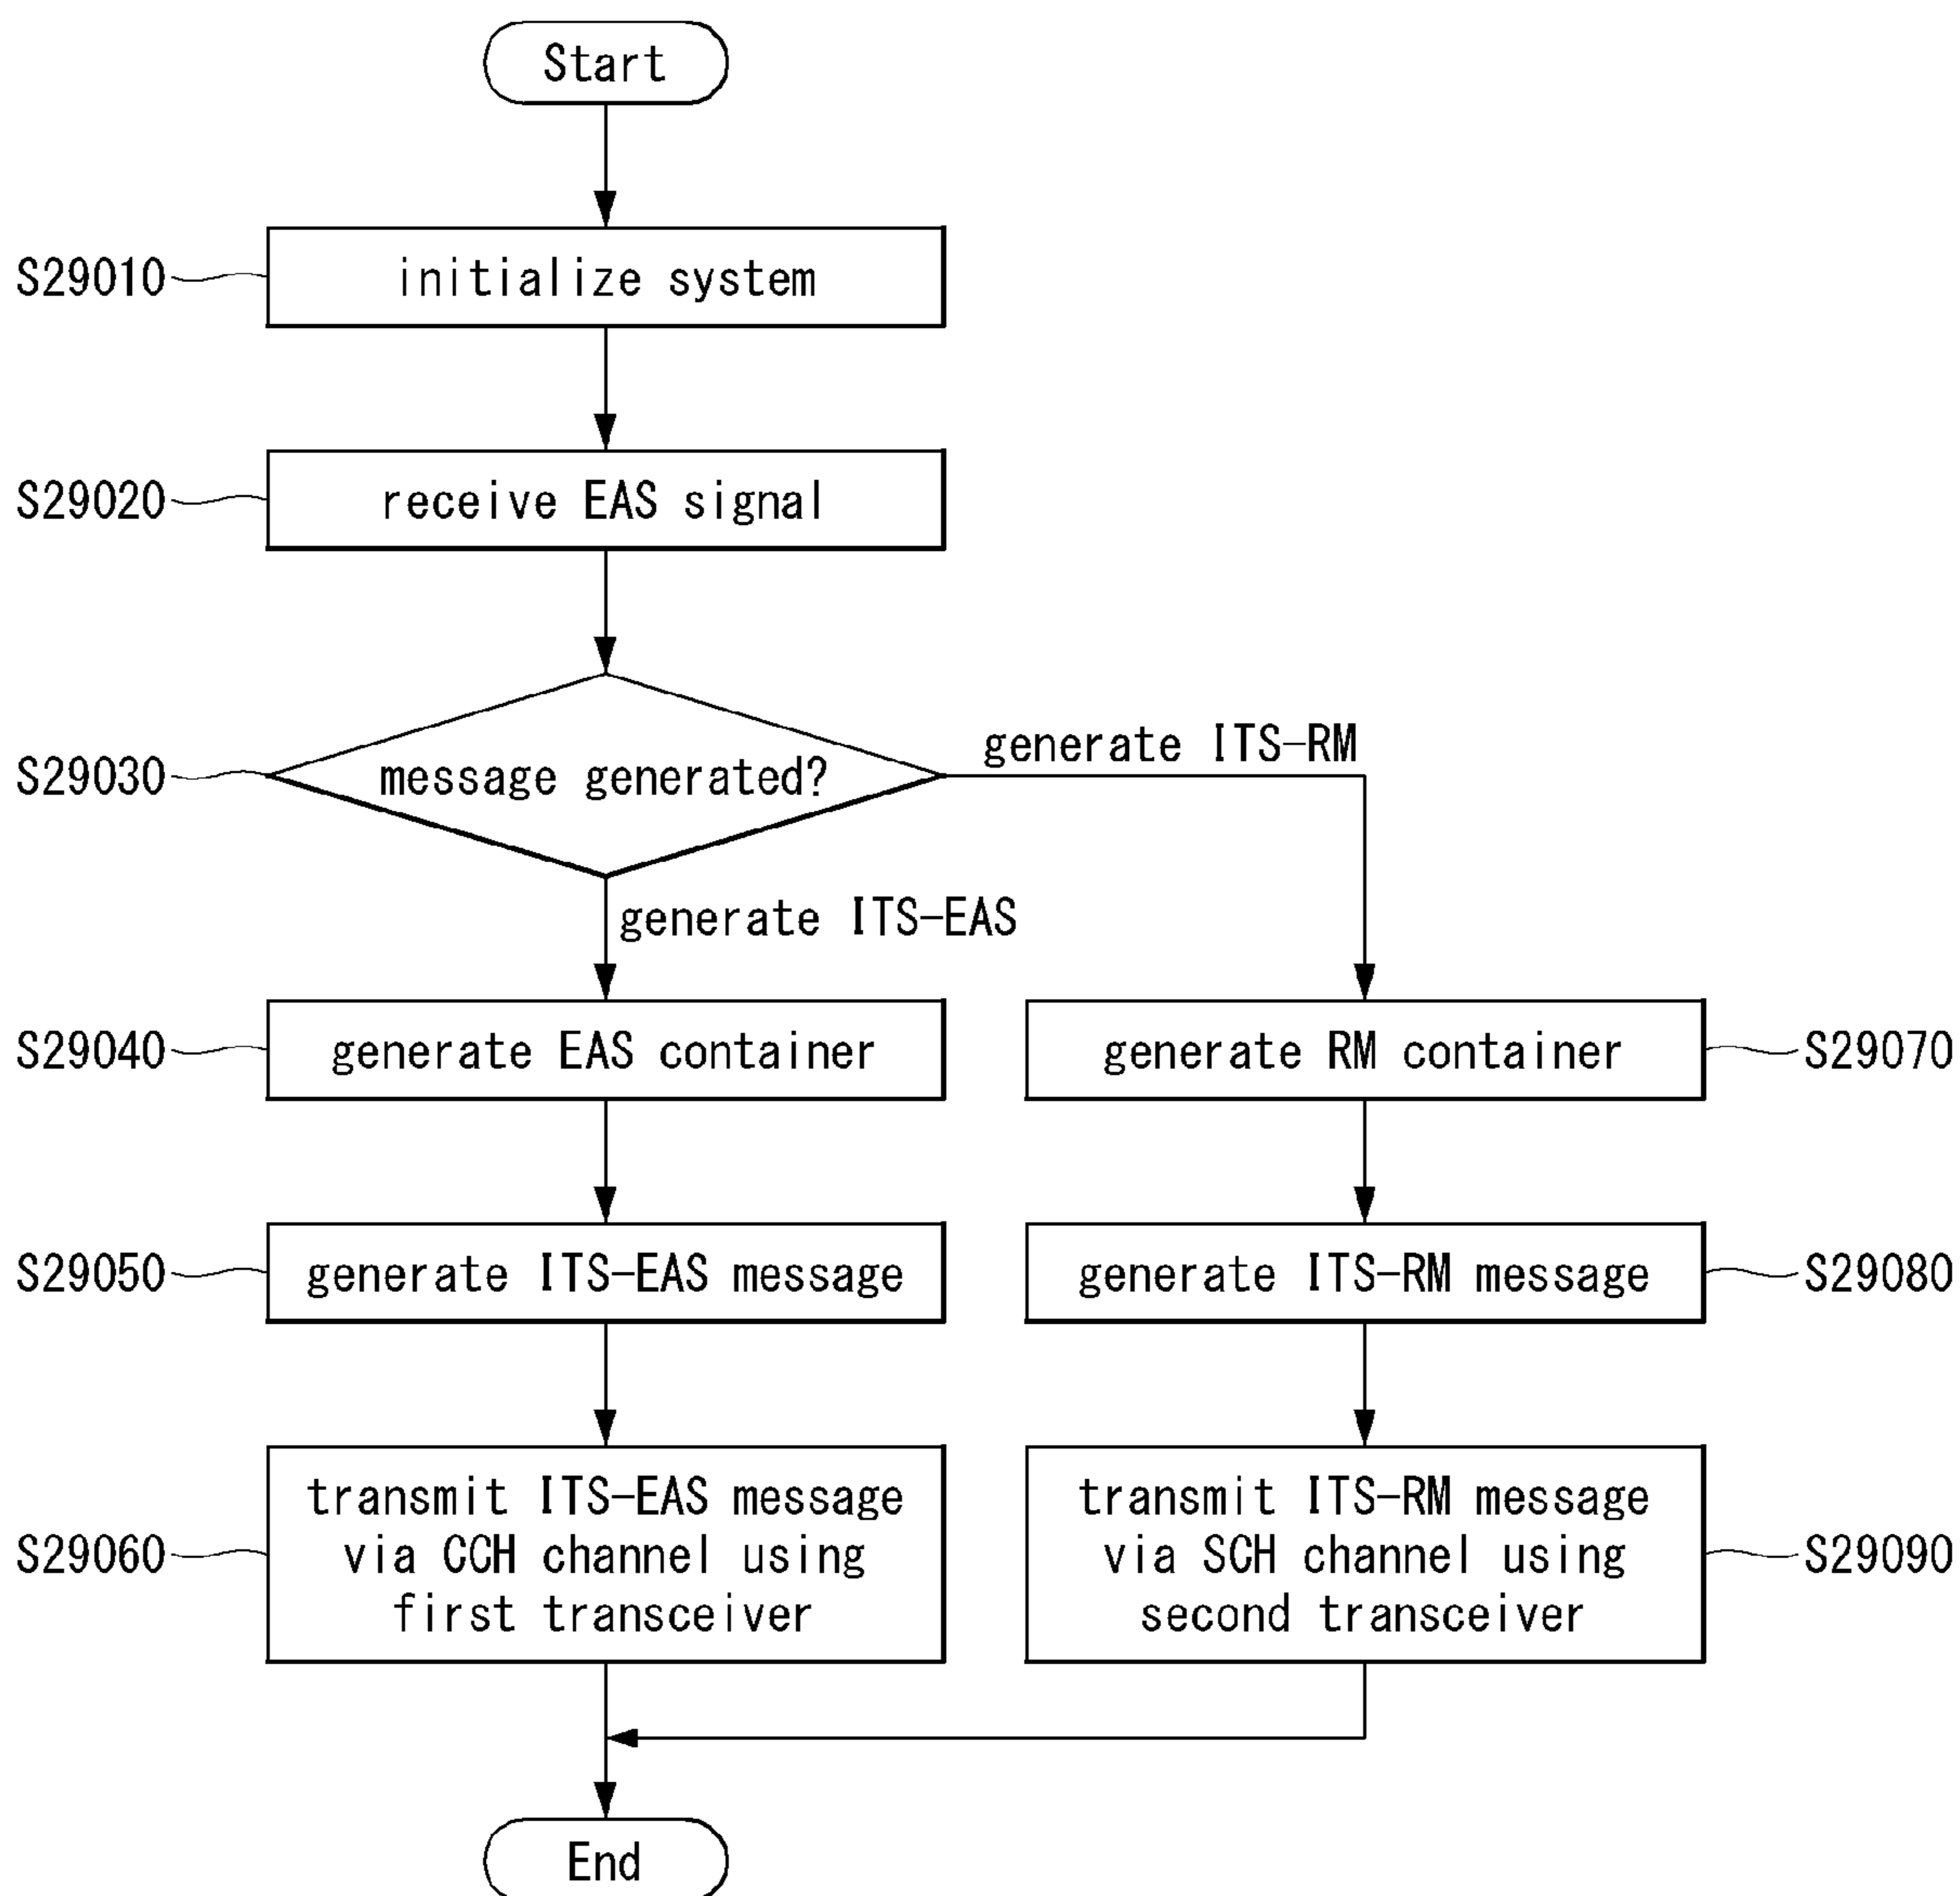 Start
S29010
initialize system
S29020
receive EAS signal
S29030
message generated?
generate ITS-RM
generate ITS-EAS
S29040
generate EAS container
generate RM container
S29070
S29050
generate ITS-EAS message
generate ITS-RM message
S29080
S29060
transmit ITS-EAS message
via CCH channel using
first transceiver
transmit ITS-RM message
via SCH channel using
second transceiver
S29090
End